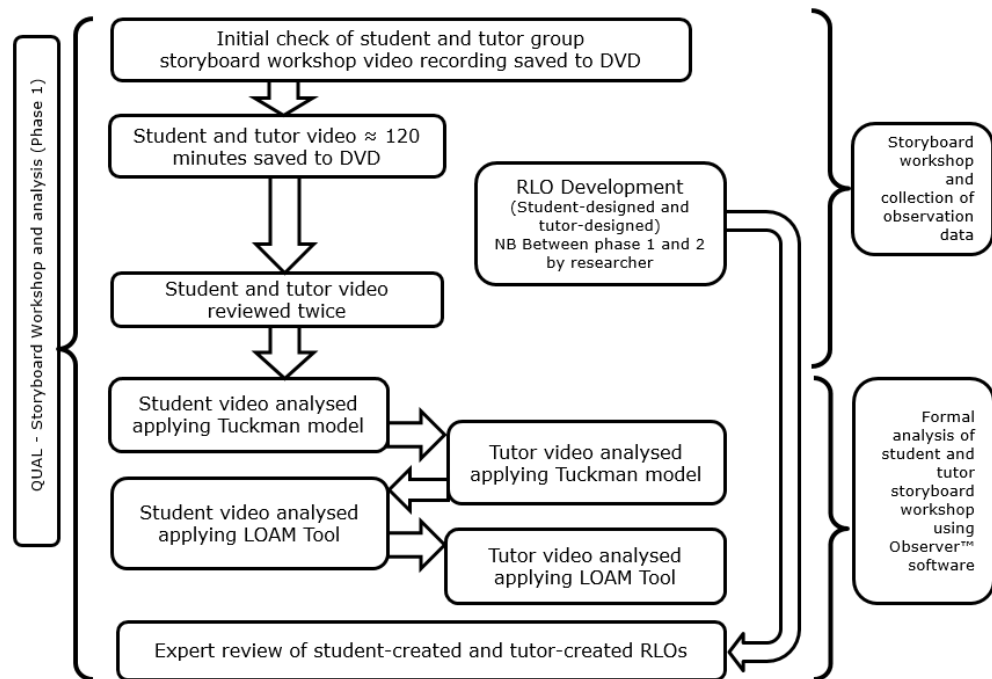 QUAL - Storyboard Workshop and analysis (Phase 1)
Initial check of student and tutor group
storyboard workshop video recording saved to DVD
Student and tutor video ≈ 120
minutes saved to DVD
Student and tutor video
reviewed twice
Student video analysed
applying Tuckman model
Tutor video analysed
applying Tuckman model
Student video analysed
applying LOAM Tool
Tutor video analysed
applying LOAM Tool
Expert review of student-created and tutor-created RLOs
RLO Development
(Student-designed and
tutor-designed)
NB Between phase 1 and 2
by researcher
Storyboard
workshop
and
collection of
observation
data
Formal
analysis of
student and
tutor
storyboard
workshop
using
Observer™
software